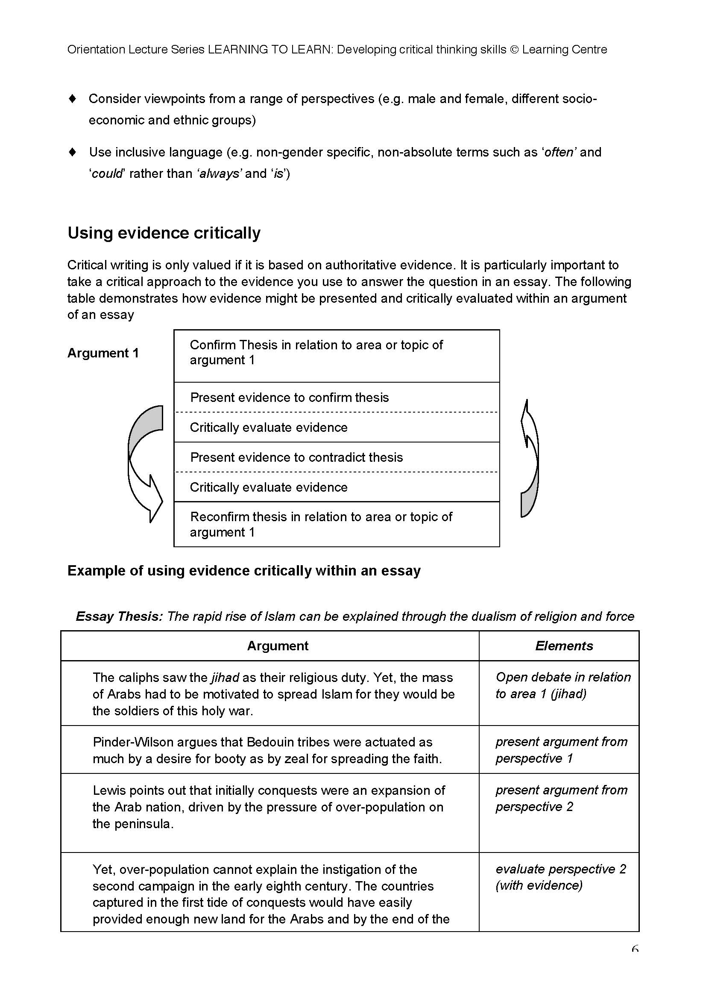 Orientation Lecture Series LEARNING TO LEARN: Developing critical thinking skills © Learning Centre
♦ Consider viewpoints from a range of perspectives (e.g. male and female, different socio-
economic and ethnic groups)
♦ Use inclusive language (e.g. non-gender specific, non-absolute terms such as ‘often’ and
‘could’ rather than ‘always’ and ‘is’)
Using evidence critically
Critical writing is only valued if it is based on authoritative evidence. It is particularly important to
take a critical approach to the evidence you use to answer the question in an essay. The following
table demonstrates how evidence might be presented and critically evaluated within an argument
of an essay
Argument 1
Confirm Thesis in relation to area or topic of
argument 1
Present evidence to confirm thesis
Critically evaluate evidence
Present evidence to contradict thesis
Critically evaluate evidence
Reconfirm thesis in relation to area or topic of
argument 1
Example of using evidence critically within an essay
Essay Thesis: The rapid rise of Islam can be explained through the dualism of religion and force
Argument
Elements
The caliphs saw the jihad as their religious duty. Yet, the mass
of Arabs had to be motivated to spread Islam for they would be
the soldiers of this holy war.
Open debate in relation
to area 1 (jihad)
Pinder-Wilson argues that Bedouin tribes were actuated as
much by a desire for booty as by zeal for spreading the faith.
present argument from
perspective 1
Lewis points out that initially conquests were an expansion of
the Arab nation, driven by the pressure of over-population on
the peninsula.
present argument from
perspective 2
Yet, over-population cannot explain the instigation of the
second campaign in the early eighth century. The countries
captured in the first tide of conquests would have easily
provided enough new land for the Arabs and by the end of the
evaluate perspective 2
(with evidence)
6